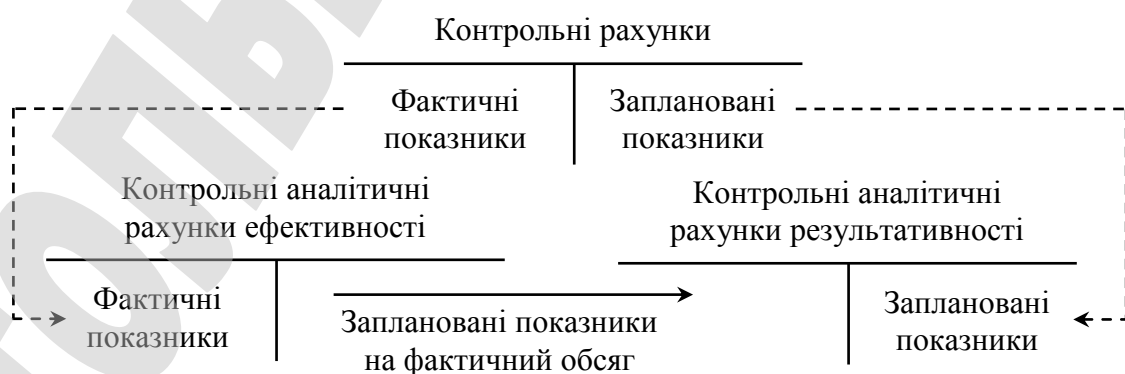 Контрольні рахунки
Фактичні
показники
Заплановані
показники
Контрольні аналітичні
рахунки ефективності
Контрольні аналітичні
рахунки результативності
Фактичні
показники
Заплановані показники
на фактичний обсяг
Заплановані
показники